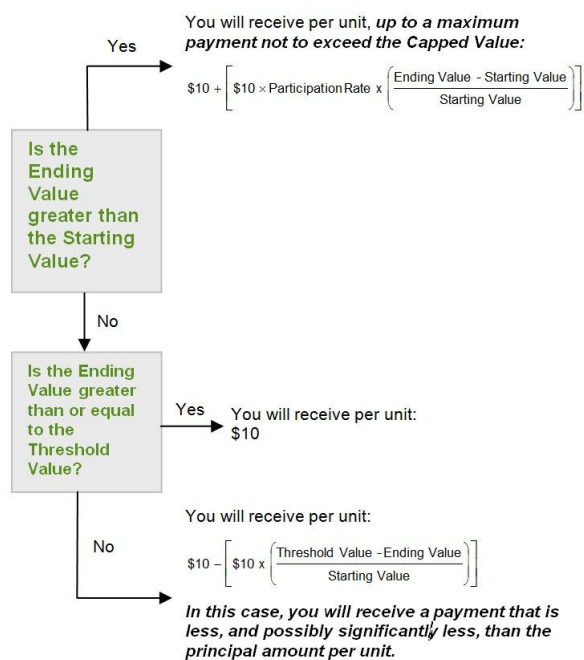 You will receive per unit, up to a maximum
payment not to exceed the Capped Value:
Yes
$10 + [ $10 × Participation Rate x ( Ending Value - Starting Value / Starting Value ) ]
Is the
Ending
Value
greater than
the Starting
Value?
No
Is the Ending
Value greater
than or equal
to the
Threshold
Value?
Yes
You will receive per unit:
$10
You will receive per unit:
No
$10 − [ $10 x ( Threshold Value - Ending Value / Starting Value ) ]
In this case, you will receive a payment that is
less, and possibly significantly less, than the
principal amount per unit.